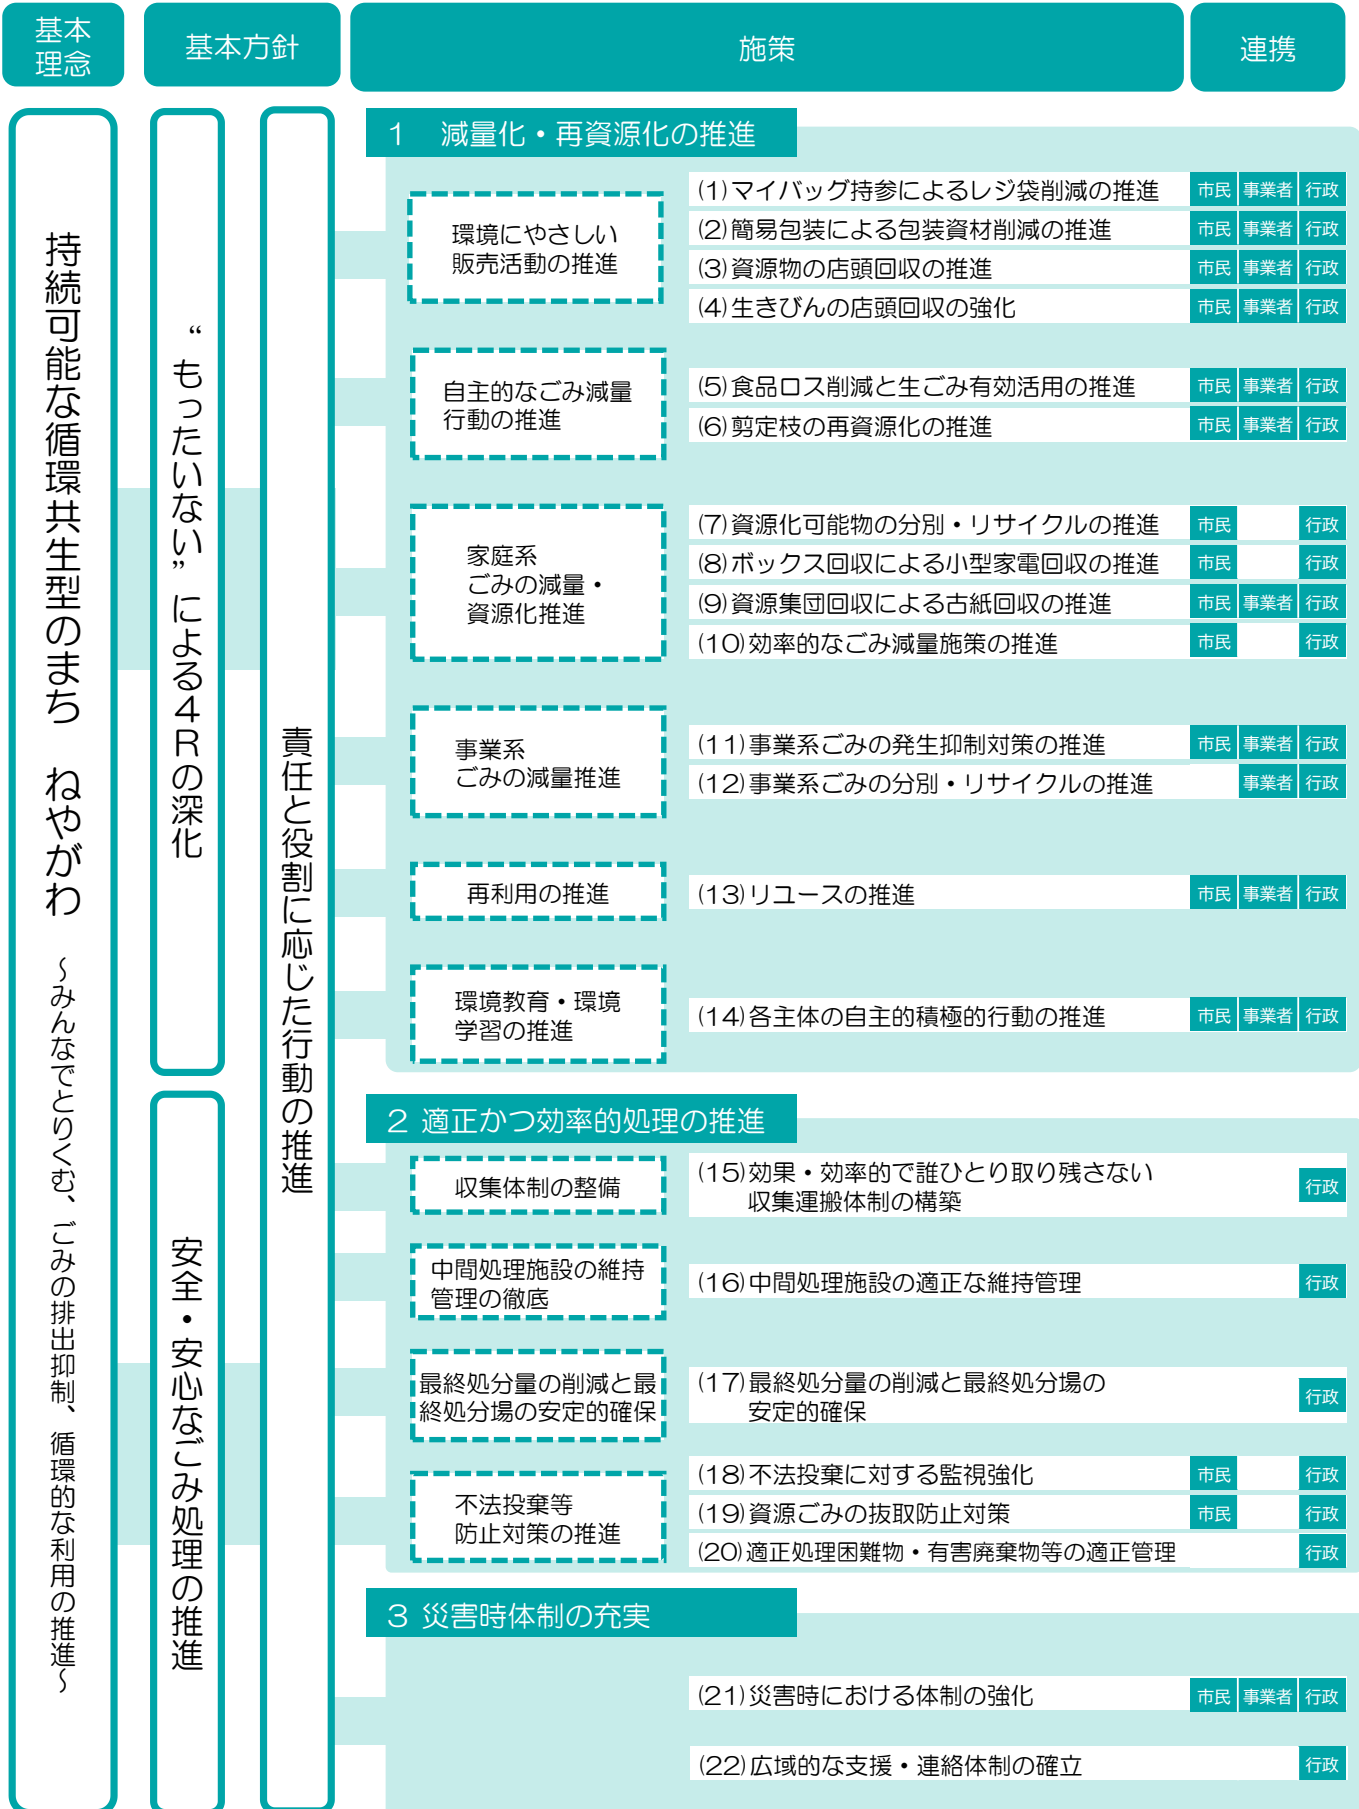 基本
理念
基本方針
施策
連携
持続可能な循環共生型のまち　ねやがわ　～みんなでとりくむ、ごみの排出抑制、循環的な利用の推進～
“もったいない”による4Rの深化
安全・安心なごみ処理の推進
責任と役割に応じた行動の推進
1　減量化・再資源化の推進
環境にやさしい
販売活動の推進
(1)マイバッグ持参によるレジ袋削減の推進 市民 事業者 行政
(2)簡易包装による包装資材削減の推進 市民 事業者 行政
(3)資源物の店頭回収の推進 市民 事業者 行政
(4)生きびんの店頭回収の強化 市民 事業者 行政
自主的なごみ減量
行動の推進
(5)食品ロス削減と生ごみ有効活用の推進 市民 事業者 行政
(6)剪定枝の再資源化の推進 市民 事業者 行政
家庭系
ごみの減量・
資源化推進
(7)資源化可能物の分別・リサイクルの推進 市民 行政
(8)ボックス回収による小型家電回収の推進 市民 行政
(9)資源集団回収による古紙回収の推進 市民 事業者 行政
(10)効率的なごみ減量施策の推進 市民 行政
事業系
ごみの減量推進
(11)事業系ごみの発生抑制対策の推進 市民 事業者 行政
(12)事業系ごみの分別・リサイクルの推進 事業者 行政
再利用の推進
(13)リユースの推進 市民 事業者 行政
環境教育・環境
学習の推進
(14)各主体の自主的積極的行動の推進 市民 事業者 行政
2 適正かつ効率的処理の推進
収集体制の整備
(15)効果・効率的で誰ひとり取り残さない
収集運搬体制の構築 行政
中間処理施設の維持
管理の徹底
(16)中間処理施設の適正な維持管理 行政
最終処分量の削減と最
終処分場の安定的確保
(17)最終処分量の削減と最終処分場の
安定的確保 行政
不法投棄等
防止対策の推進
(18)不法投棄に対する監視強化 市民 行政
(19)資源ごみの抜取防止対策 市民 行政
(20)適正処理困難物・有害廃棄物等の適正管理 行政
3 災害時体制の充実
(21)災害時における体制の強化 市民 事業者 行政
(22)広域的な支援・連絡体制の確立 行政